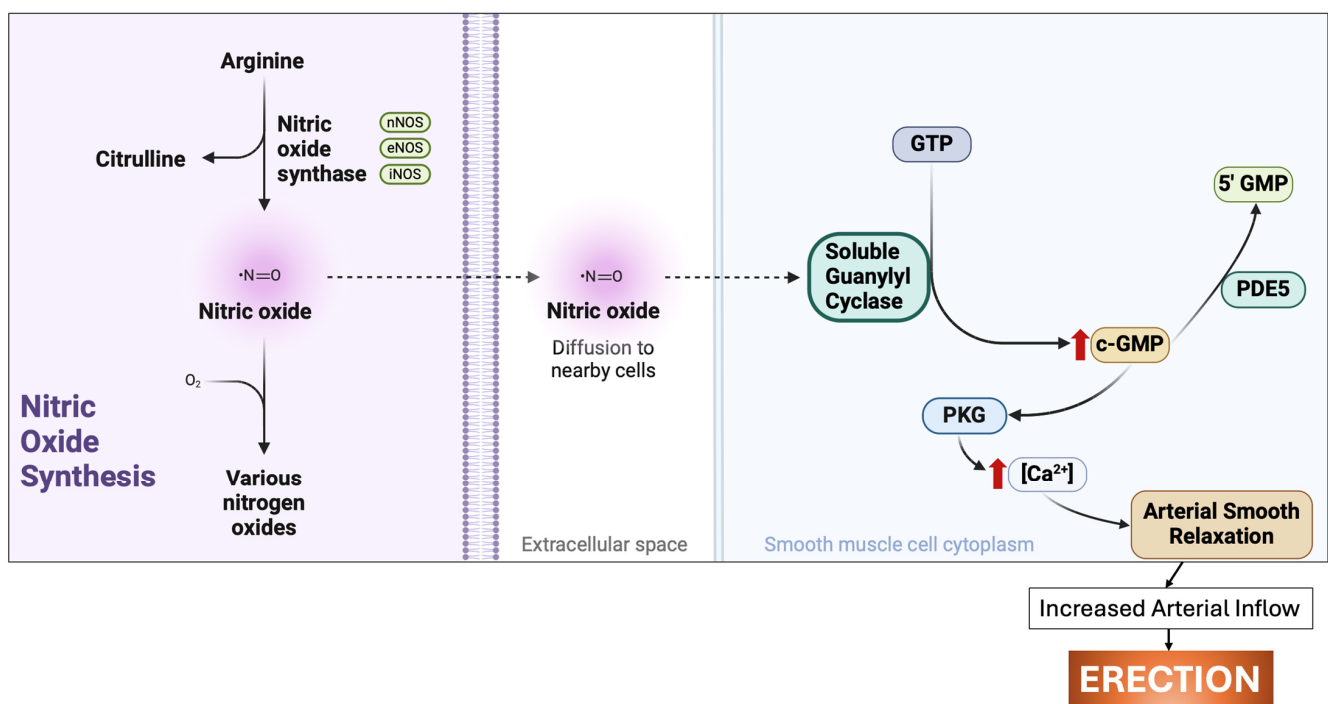 Arginine
Citrulline
Nitric
oxide
synthase
nNOS
eNOS
iNOS
·N=O
Nitric oxide
O₂
Various
nitrogen
oxides
Nitric
Oxide
Synthesis
·N=O
Nitric oxide
Diffusion to
nearby cells
Extracellular space
GTP
Soluble
Guanylyl
Cyclase
5' GMP
PDE5
c-GMP
PKG
[Ca²⁺]
Arterial Smooth
Relaxation
Smooth muscle cell cytoplasm
Increased Arterial Inflow
ERECTION